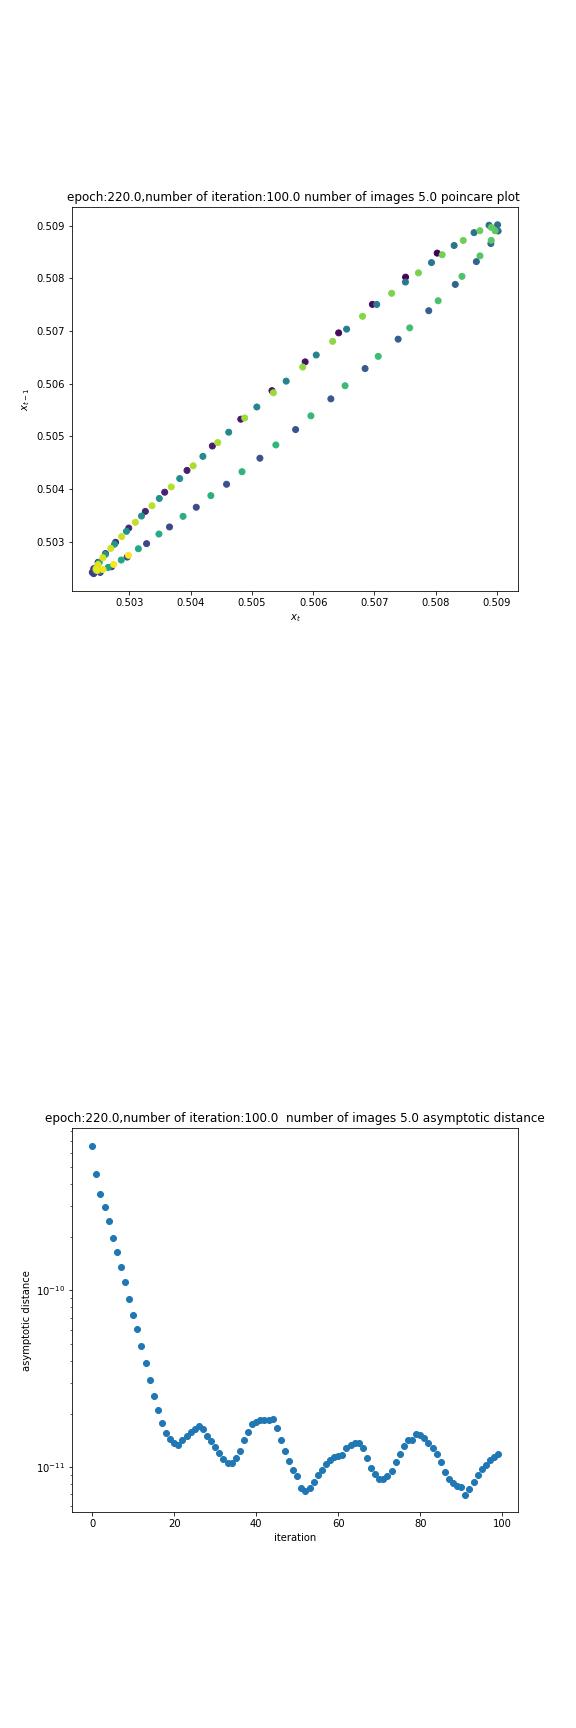 epoch:220.0,number of iteration:100.0 number of images 5.0 poincare plot
0.509
0.508
0.507
0.506
0.505
0.504
0.503
x_{t-1}
0.503 0.504 0.505 0.506 0.507 0.508 0.509
x_t
epoch:220.0,number of iteration:100.0  number of images 5.0 asymptotic distance
10^{-10}
10^{-11}
asymptotic distance
0 20 40 60 80 100
iteration